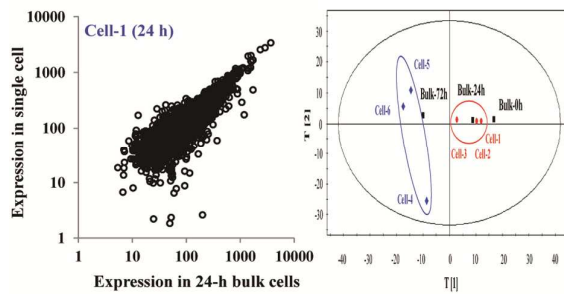 Cell-1 (24 h)
Expression in single cell
10000
1000
100
10
1
1 10 100 1000 10000
Expression in 24-h bulk cells
T [2]
30
20
10
0
-10
-20
-30
-40 -30 -20 -10 0 10 20 30 40
T [1]
Cell-5
Bulk-72h
Cell-6
Cell-4
Bulk-24h
Bulk-0h
Cell-1
Cell-2
Cell-3